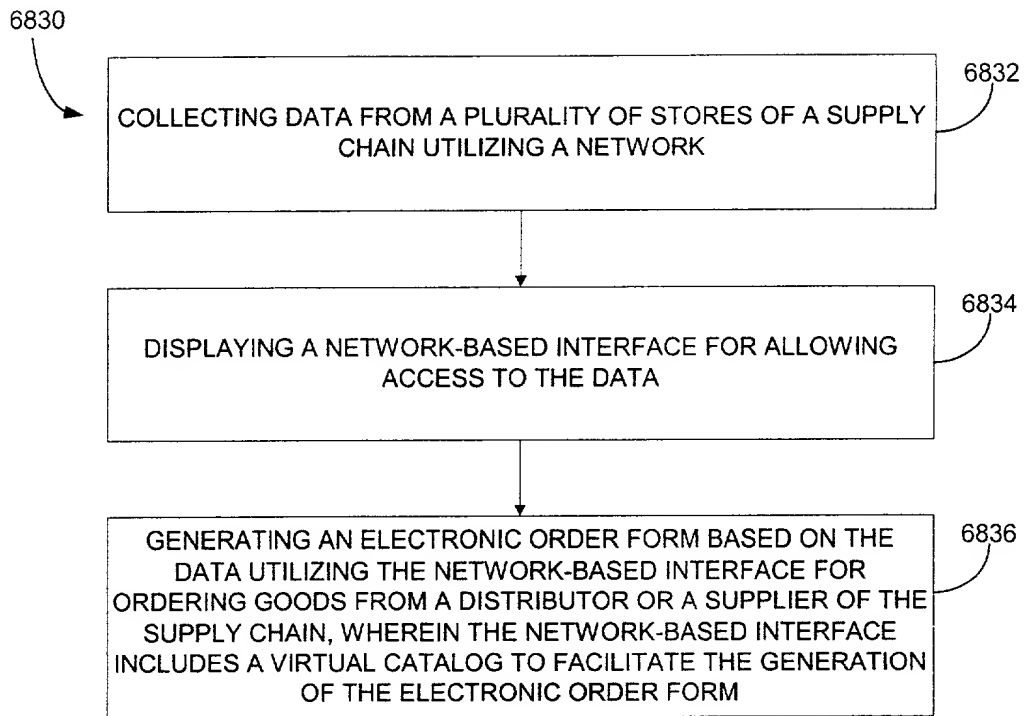 6830
6832
COLLECTING DATA FROM A PLURALITY OF STORES OF A SUPPLY
CHAIN UTILIZING A NETWORK
6834
DISPLAYING A NETWORK-BASED INTERFACE FOR ALLOWING
ACCESS TO THE DATA
6836
GENERATING AN ELECTRONIC ORDER FORM BASED ON THE
DATA UTILIZING THE NETWORK-BASED INTERFACE FOR
ORDERING GOODS FROM A DISTRIBUTOR OR A SUPPLIER OF THE
SUPPLY CHAIN, WHEREIN THE NETWORK-BASED INTERFACE
INCLUDES A VIRTUAL CATALOG TO FACILITATE THE GENERATION
OF THE ELECTRONIC ORDER FORM